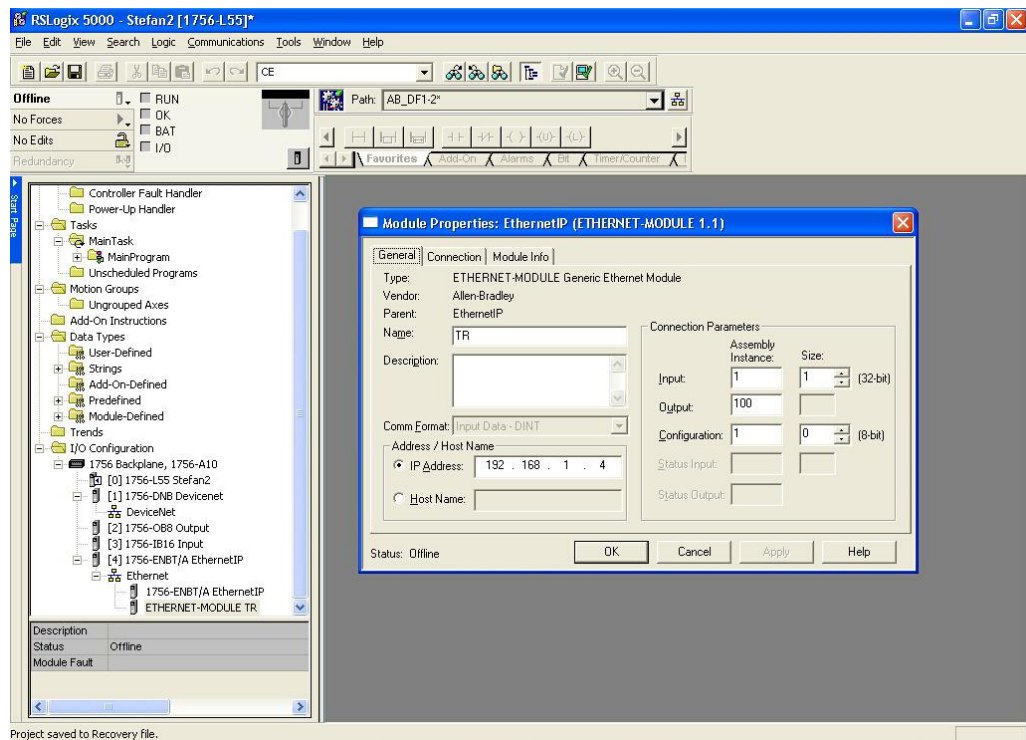 RSLogix 5000 - Stefan2 [1756-L55]*
File Edit View Search Logic Communications Tools Window Help
CE
Offline
RUN
No Forces
OK
No Edits
BAT
Redundancy
I/O
Path: AB_DF1-2*
Favorites Add-On Alarms Bit Timer/Counter
Start Page
Controller Fault Handler
Power-Up Handler
Tasks
MainTask
MainProgram
Unscheduled Programs
Motion Groups
Ungrouped Axes
Add-On Instructions
Data Types
User-Defined
Strings
Add-On-Defined
Predefined
Module-Defined
Trends
I/O Configuration
1756 Backplane, 1756-A10
[0] 1756-L55 Stefan2
[1] 1756-DNB Devicenet
DeviceNet
[2] 1756-OB8 Output
[3] 1756-IB16 Input
[4] 1756-ENBT/A EthernetIP
Ethernet
1756-ENBT/A EthernetIP
ETHERNET-MODULE TR
Description
Status Offline
Module Fault
Module Properties: EthernetIP (ETHERNET-MODULE 1.1)
General Connection Module Info
Type: ETHERNET-MODULE Generic Ethernet Module
Vendor: Allen-Bradley
Parent: EthernetIP
Name: TR
Description:
Comm Format: Input Data - DINT
Address / Host Name
IP Address: 192 . 168 . 1 . 4
Host Name:
Connection Parameters
Assembly
Instance: Size:
Input: 1 1 (32-bit)
Output: 100
Configuration: 1 0 (8-bit)
Status Input:
Status Output:
Status: Offline
OK Cancel Apply Help
Project saved to Recovery file.